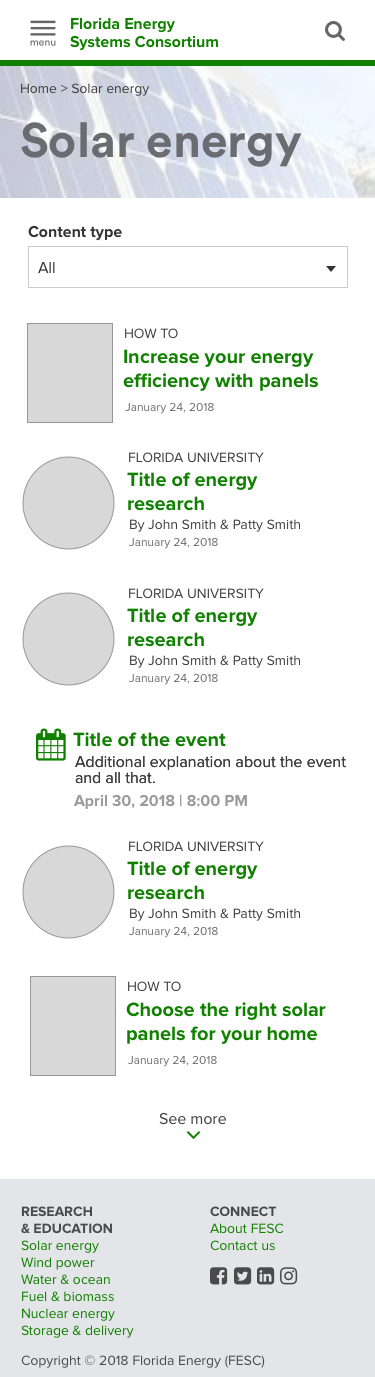 menu
Florida Energy
Systems Consortium
Home > Solar energy
Solar energy
Content type
All
HOW TO
Increase your energy
efficiency with panels
January 24, 2018
FLORIDA UNIVERSITY
Title of energy
research
By John Smith & Patty Smith
January 24, 2018
FLORIDA UNIVERSITY
Title of energy
research
By John Smith & Patty Smith
January 24, 2018
Title of the event
Additional explanation about the event
and all that.
April 30, 2018 | 8:00 PM
FLORIDA UNIVERSITY
Title of energy
research
By John Smith & Patty Smith
January 24, 2018
HOW TO
Choose the right solar
panels for your home
January 24, 2018
See more
RESEARCH
& EDUCATION
Solar energy
Wind power
Water & ocean
Fuel & biomass
Nuclear energy
Storage & delivery
CONNECT
About FESC
Contact us
Copyright © 2018 Florida Energy (FESC)